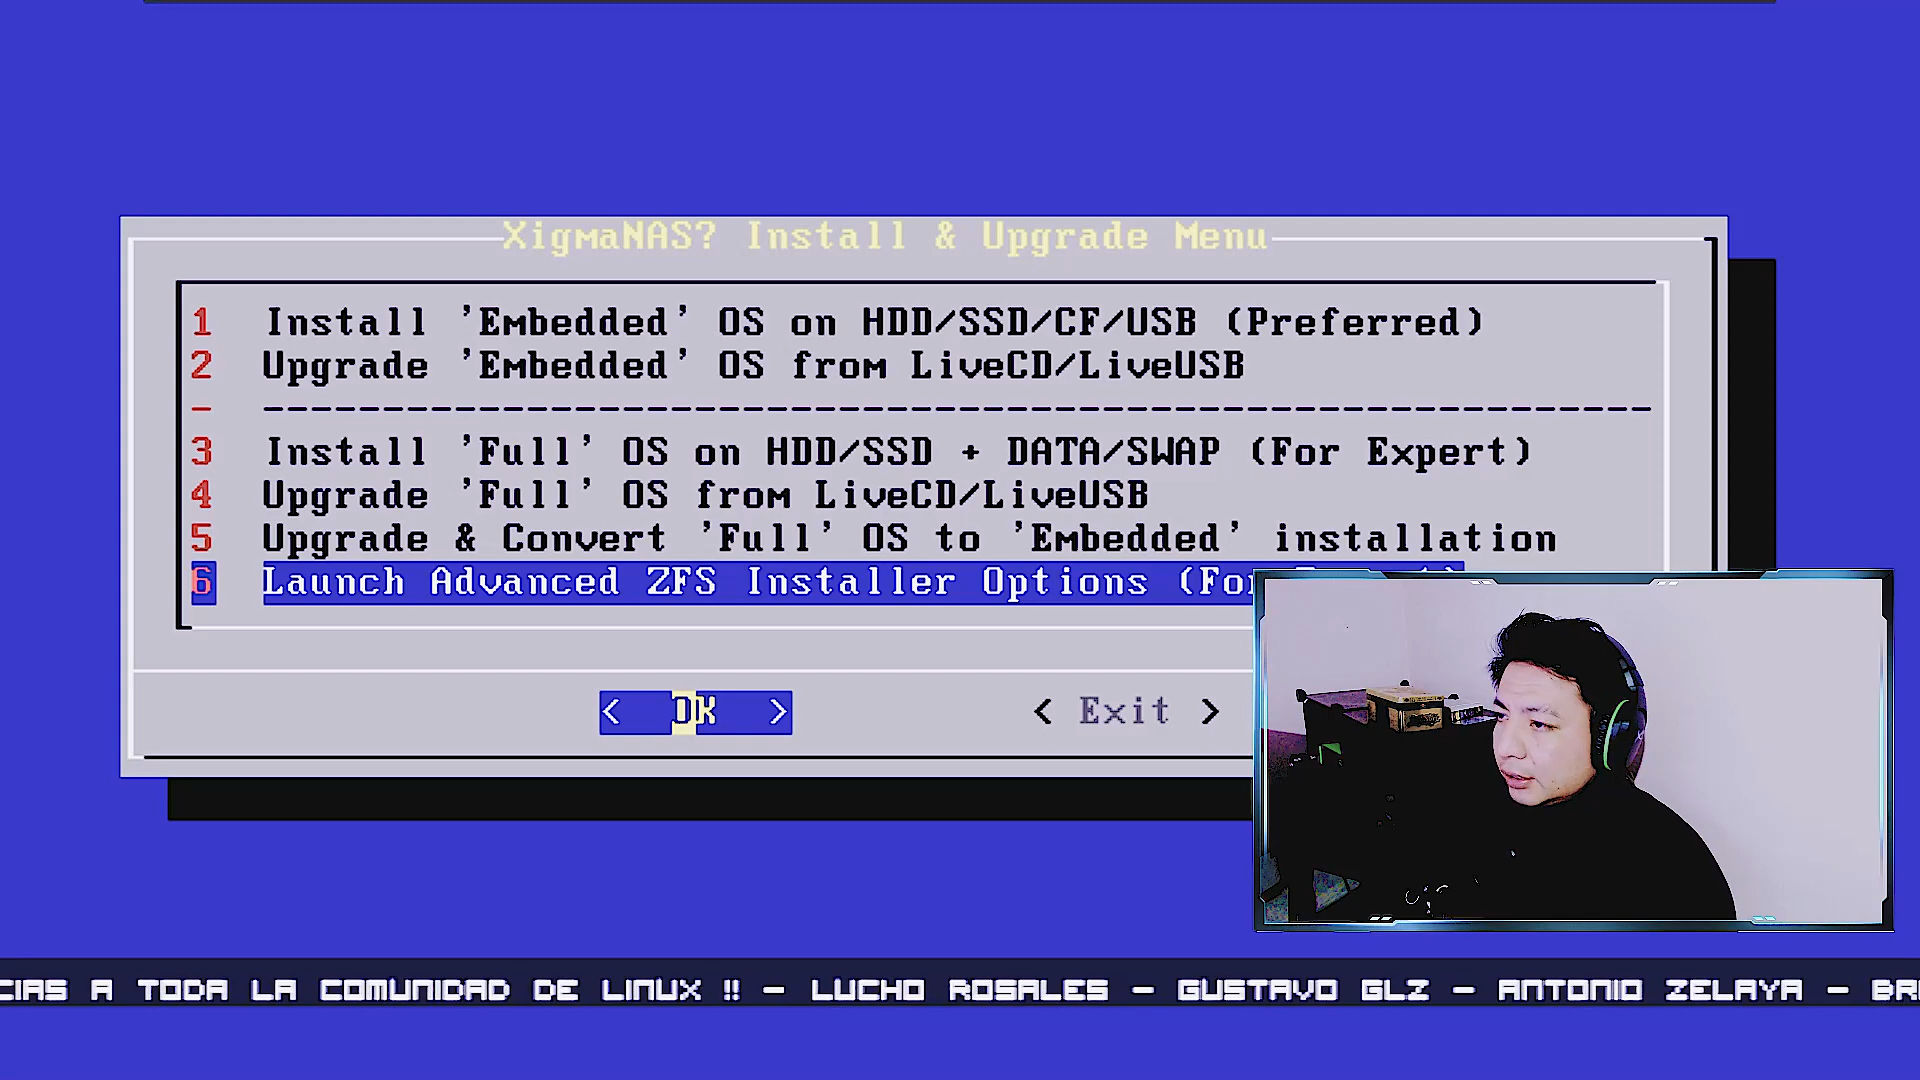 XigmaNAS? Install & Upgrade Menu
1 Install 'Embedded' OS on HDD/SSD/CF/USB (Preferred)
2 Upgrade 'Embedded' OS from LiveCD/LiveUSB
- ----------------------------------------------------------
3 Install 'Full' OS on HDD/SSD + DATA/SWAP (For Expert)
4 Upgrade 'Full' OS from LiveCD/LiveUSB
5 Upgrade & Convert 'Full' OS to 'Embedded' installation
6 Launch Advanced ZFS Installer Options (For
< OK > < Exit >
CIAS A TODA LA COMUNIDAD DE LINUX !! - LUCHO ROSALES - GUSTAVO GLZ - ANTONIO ZELAYA -